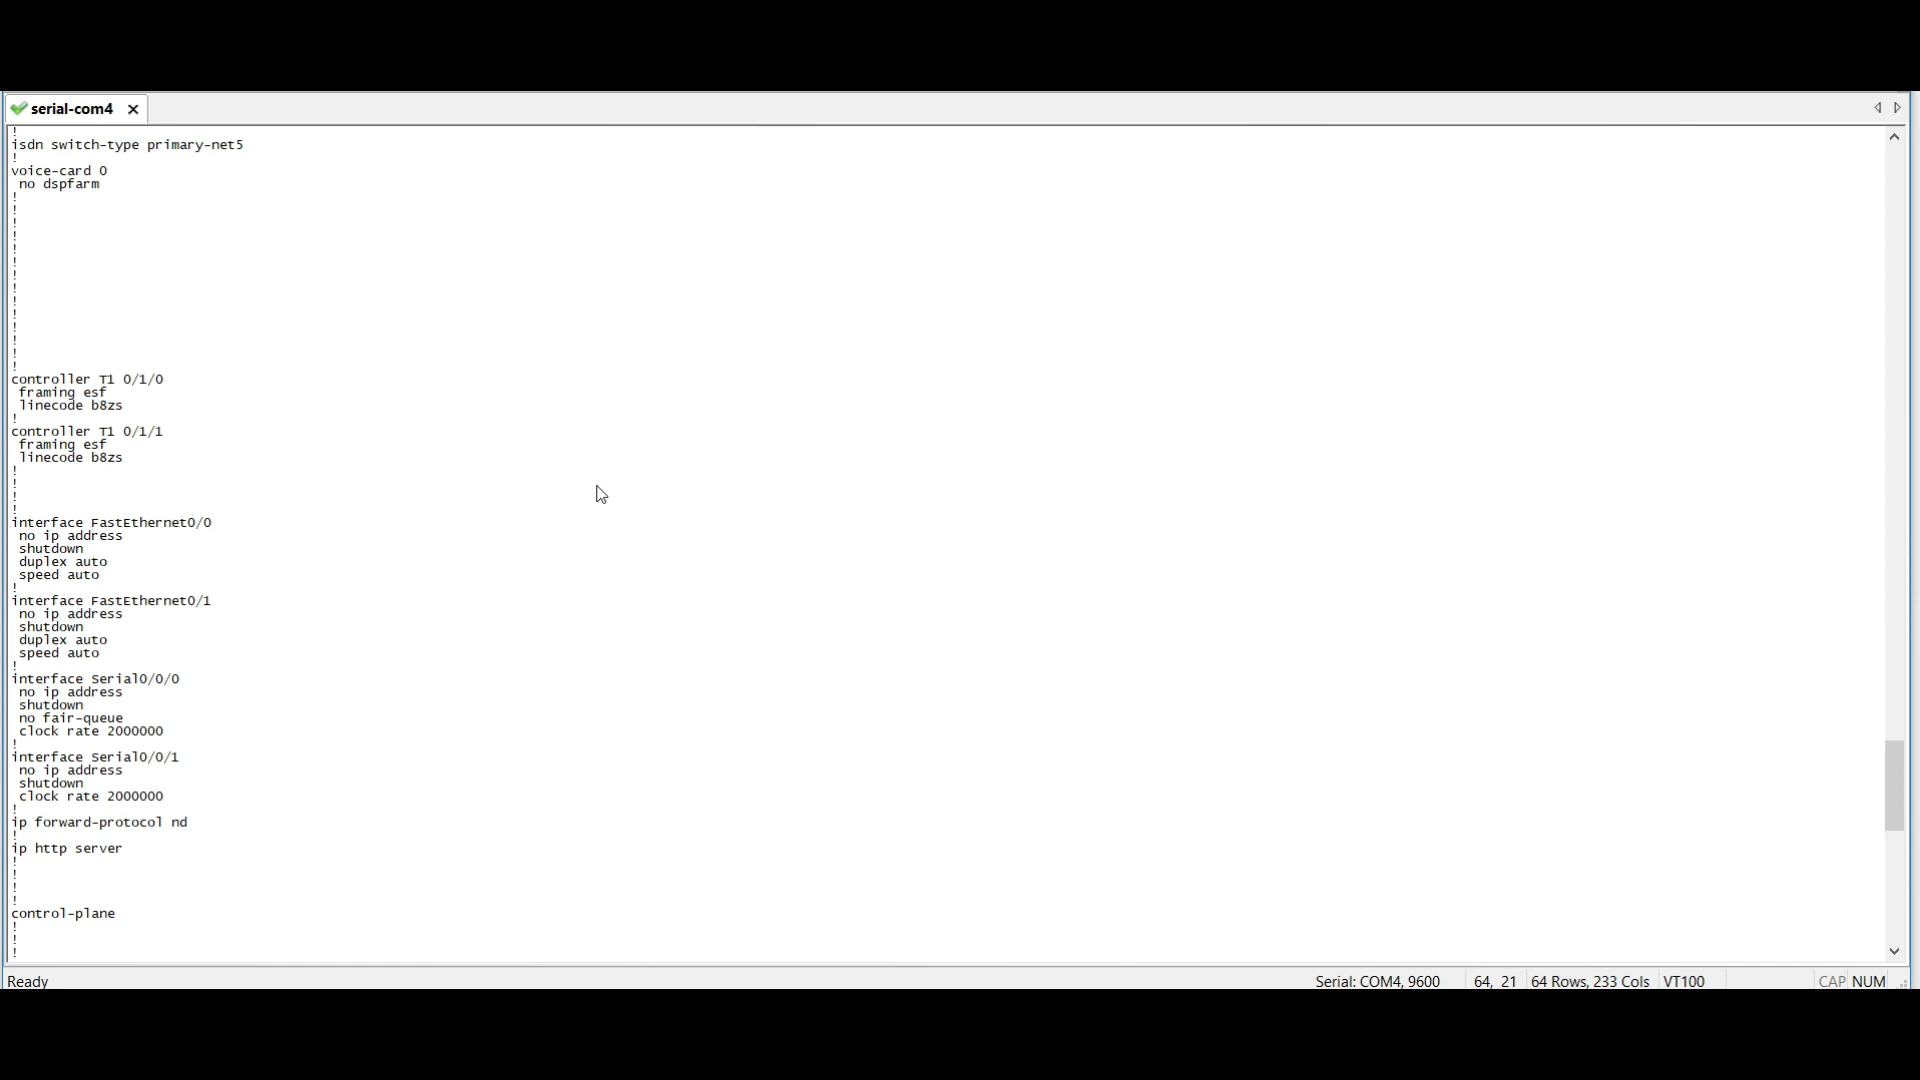 serial-com4
!
isdn switch-type primary-net5
!
voice-card 0
 no dspfarm
!
!
!
!
!
!
!
!
!
!
!
!
!
!
controller T1 0/1/0
 framing esf
 linecode b8zs
!
controller T1 0/1/1
 framing esf
 linecode b8zs
!
!
!
!
interface FastEthernet0/0
 no ip address
 shutdown
 duplex auto
 speed auto
!
interface FastEthernet0/1
 no ip address
 shutdown
 duplex auto
 speed auto
!
interface Serial0/0/0
 no ip address
 shutdown
 no fair-queue
 clock rate 2000000
!
interface Serial0/0/1
 no ip address
 shutdown
 clock rate 2000000
!
ip forward-protocol nd
!
ip http server
!
!
!
!
control-plane
!
!
!
Ready Serial: COM4, 9600 64, 21 64 Rows, 233 Cols VT100 CAP NUM